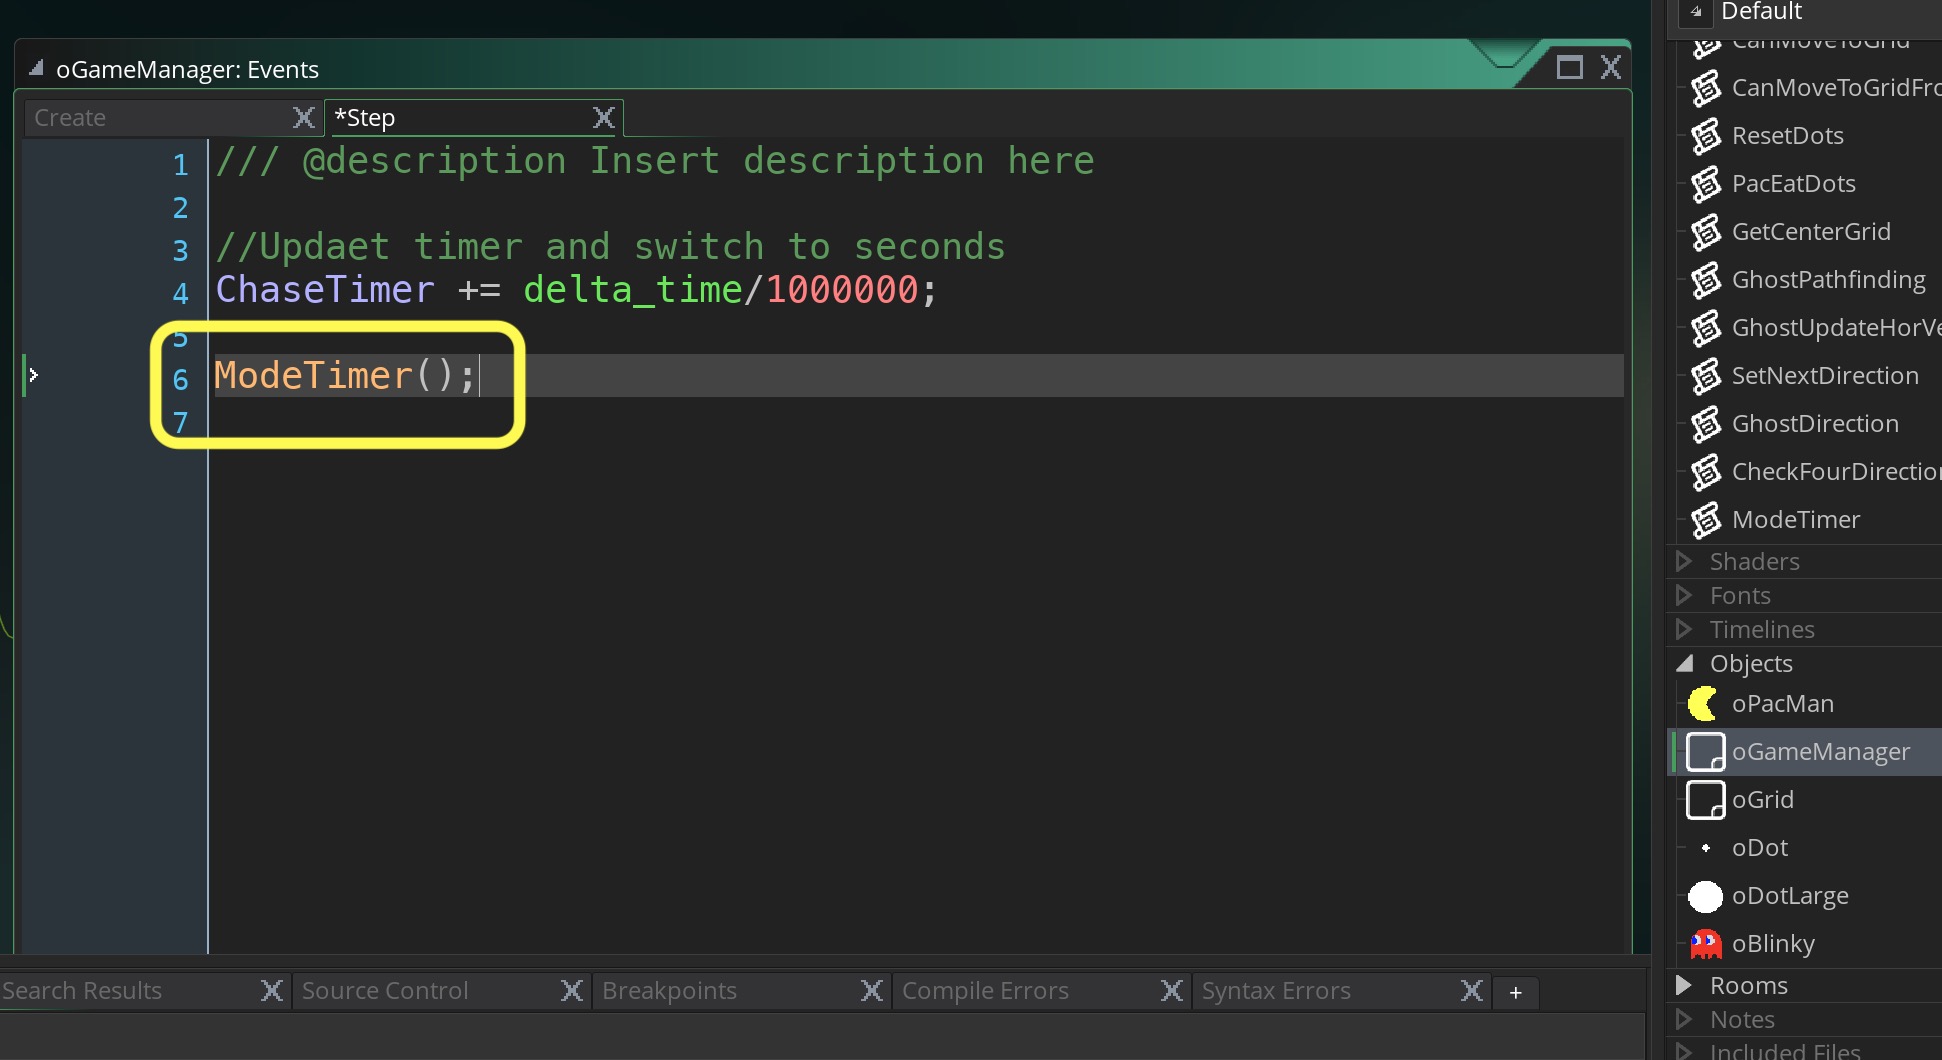 Default
oGameManager: Events
Create
*Step
1 /// @description Insert description here
2
3 //Updaet timer and switch to seconds
4 ChaseTimer += delta_time/1000000;
5
6 ModeTimer();
7
CanMoveToGrid
CanMoveToGridFro
ResetDots
PacEatDots
GetCenterGrid
GhostPathfinding
GhostUpdateHorVe
SetNextDirection
GhostDirection
CheckFourDirection
ModeTimer
Shaders
Fonts
Timelines
Objects
oPacMan
oGameManager
oGrid
oDot
oDotLarge
oBlinky
Rooms
Notes
Included Files
Search Results
Source Control
Breakpoints
Compile Errors
Syntax Errors
+